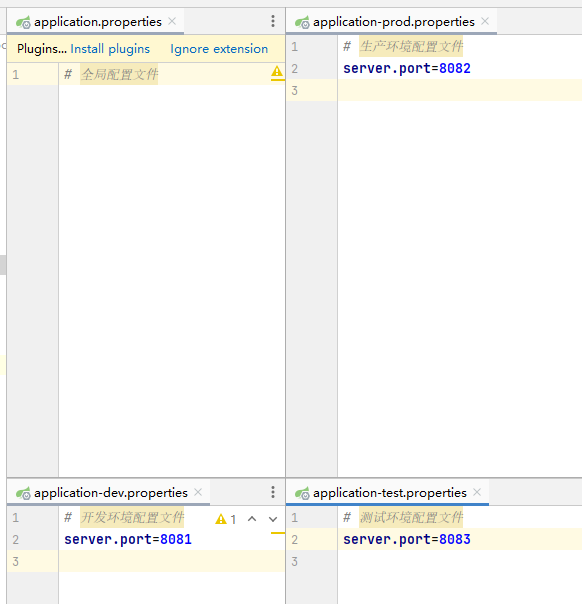 application.properties
Plugins... Install plugins Ignore extension
1 # 全局配置文件
application-prod.properties
1 # 生产环境配置文件
2 server.port=8082
3
application-dev.properties
1 # 开发环境配置文件 1
2 server.port=8081
3
application-test.properties
1 # 测试环境配置文件
2 server.port=8083
3